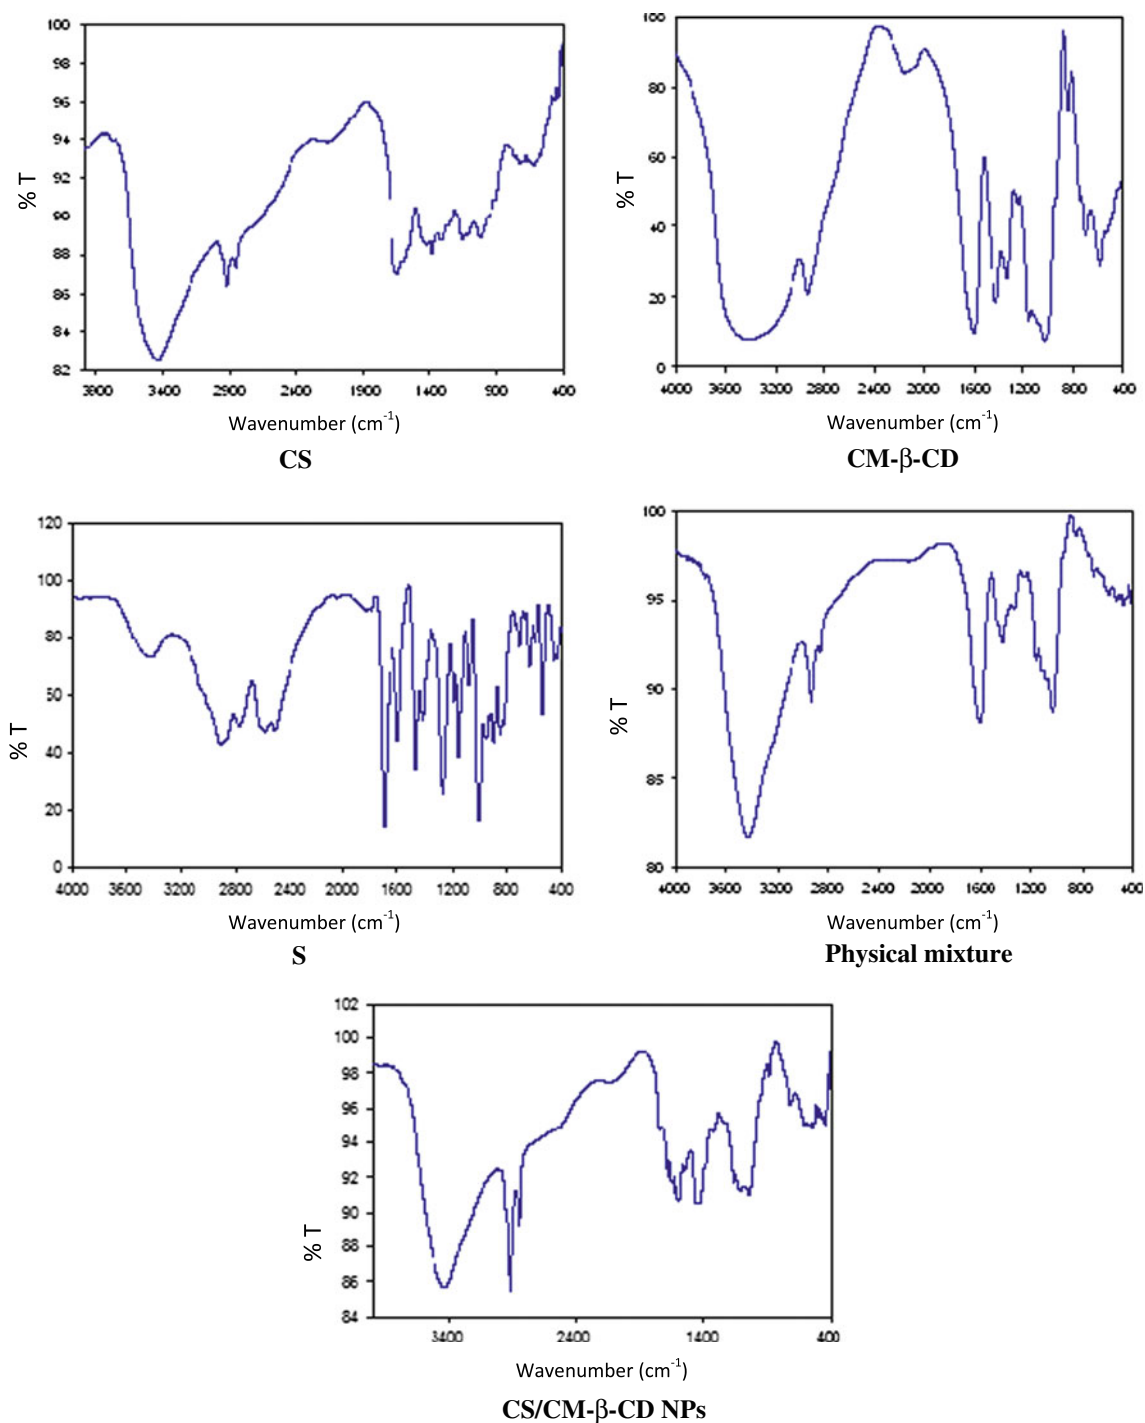 100
98
96
94
92
90
88
86
84
82
% T
3900 3400 2900 2400 1900 1400 900 400
Wavenumber (cm-1)
CS
100
80
60
40
20
0
% T
4000 3200 2800 2400 2000 1600 1200 800 400
Wavenumber (cm-1)
CM-β-CD
120
100
80
60
40
20
0
% T
4000 3600 3200 2800 2400 2000 1600 1200 800 400
Wavenumber (cm-1)
S
100
95
90
85
80
% T
4000 3600 3200 2800 2400 2000 1600 1200 800 400
Wavenumber (cm-1)
Physical mixture
102
100
98
96
94
92
90
88
86
84
% T
3400 2400 1400 400
Wavenumber (cm-1)
CS/CM-β-CD NPs